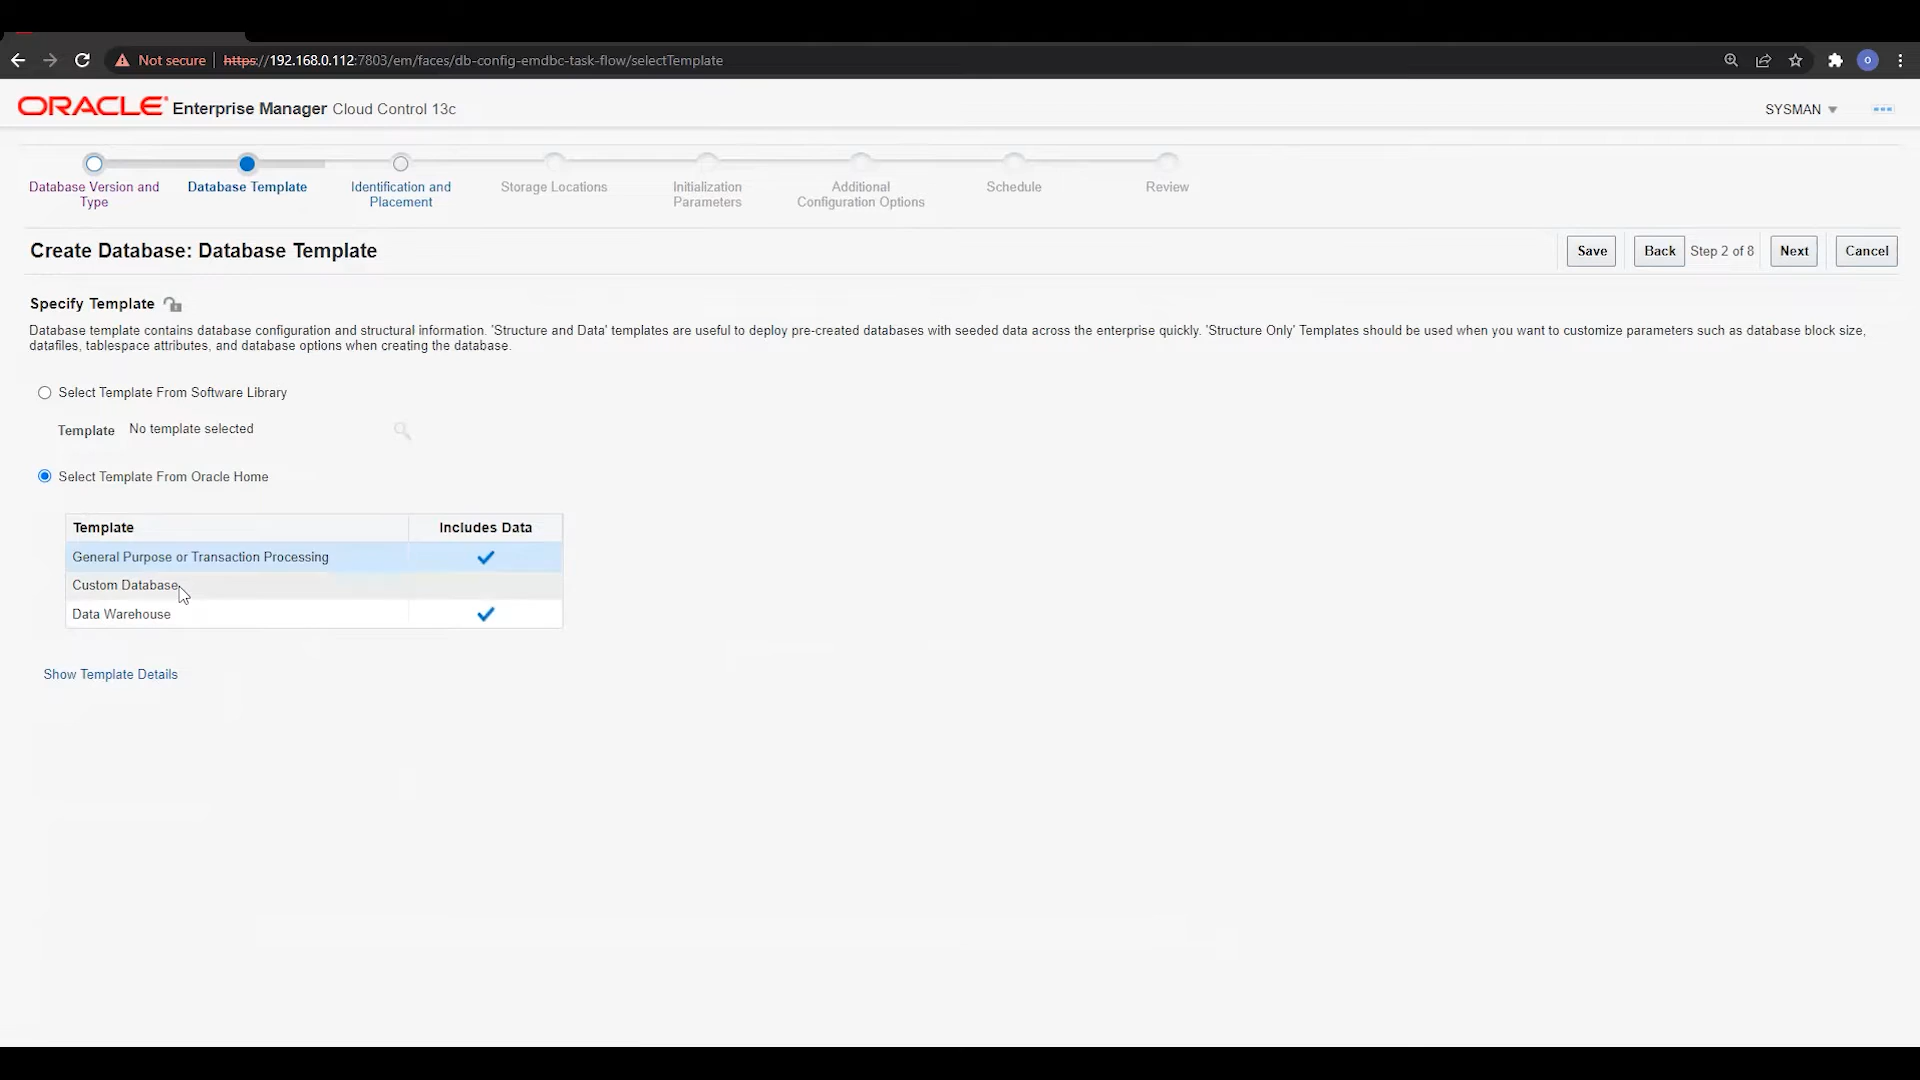 Not secure | https://192.168.0.112:7803/em/faces/db-config-emdbc-task-flow/selectTemplate
O
ORACLE Enterprise Manager Cloud Control 13c
SYSMAN
Database Version and Type
Database Template
Identification and Placement
Storage Locations
Initialization Parameters
Additional Configuration Options
Schedule
Review
Create Database: Database Template
Save
Back
Step 2 of 8
Next
Cancel
Specify Template
Database template contains database configuration and structural information. 'Structure and Data' templates are useful to deploy pre-created databases with seeded data across the enterprise quickly. 'Structure Only' Templates should be used when you want to customize parameters such as database block size,
datafiles, tablespace attributes, and database options when creating the database.
Select Template From Software Library
Template No template selected
Select Template From Oracle Home
Template Includes Data
General Purpose or Transaction Processing
Custom Database
Data Warehouse
Show Template Details